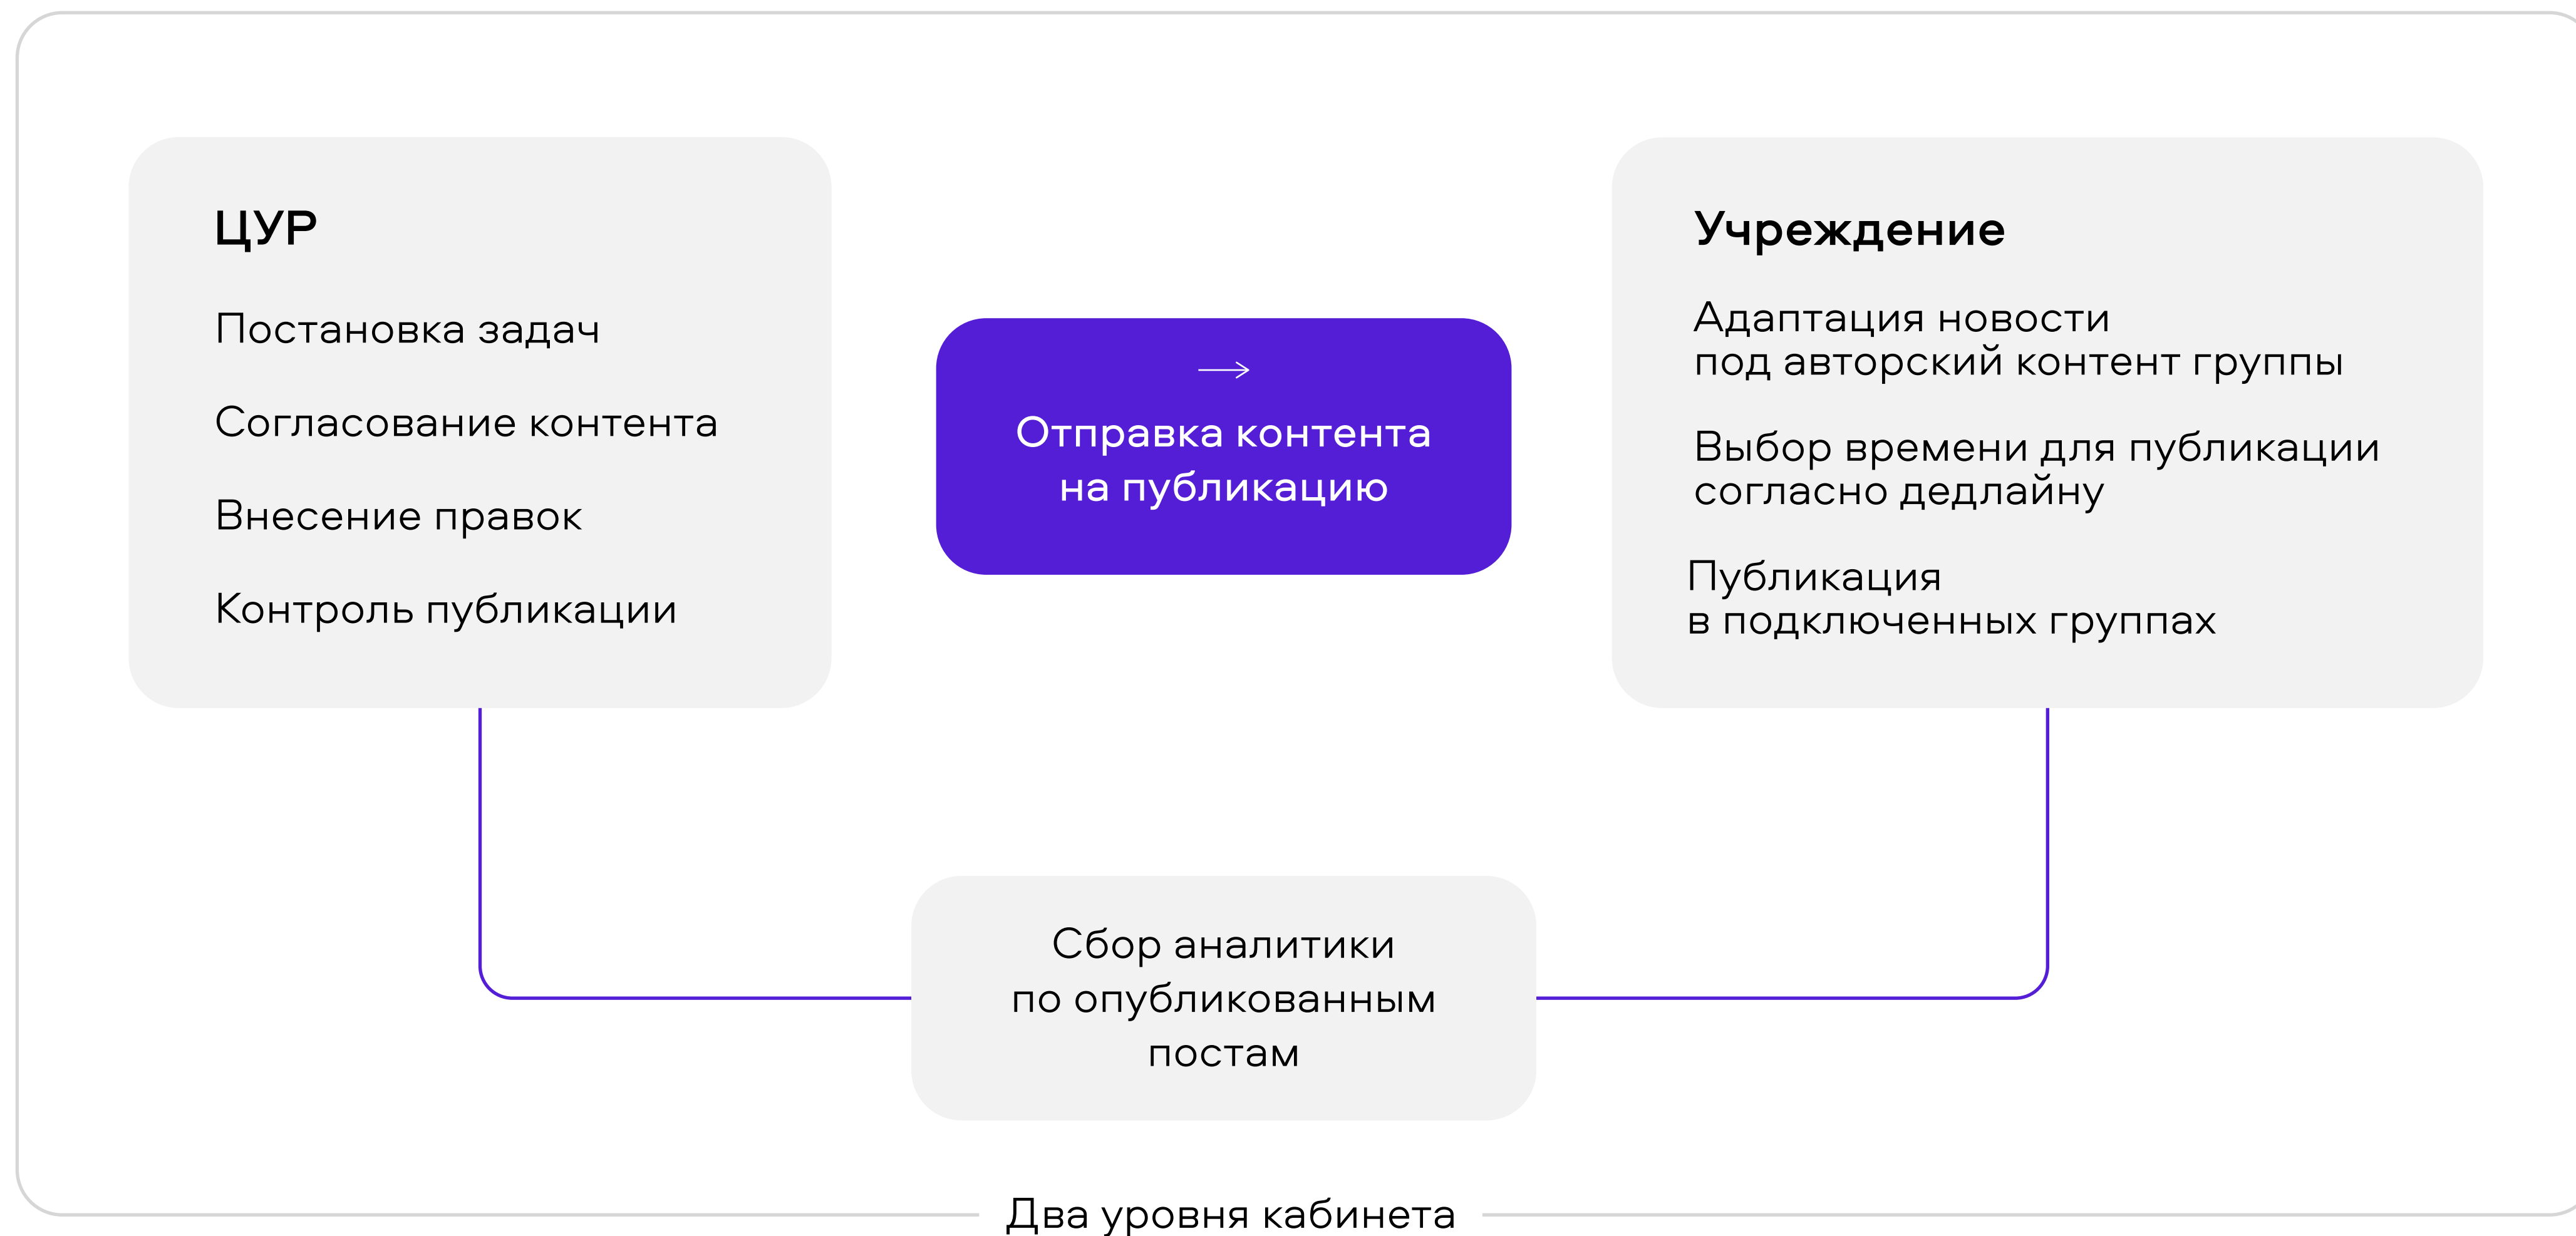 ЦУР
Постановка задач
Согласование контента
Внесение правок
Контроль публикации
Отправка контента
на публикацию
Учреждение
Адаптация новости
под авторский контент группы
Выбор времени для публикации
согласно дедлайну
Публикация
в подключенных группах
Сбор аналитики
по опубликованным
постам
Два уровня кабинета